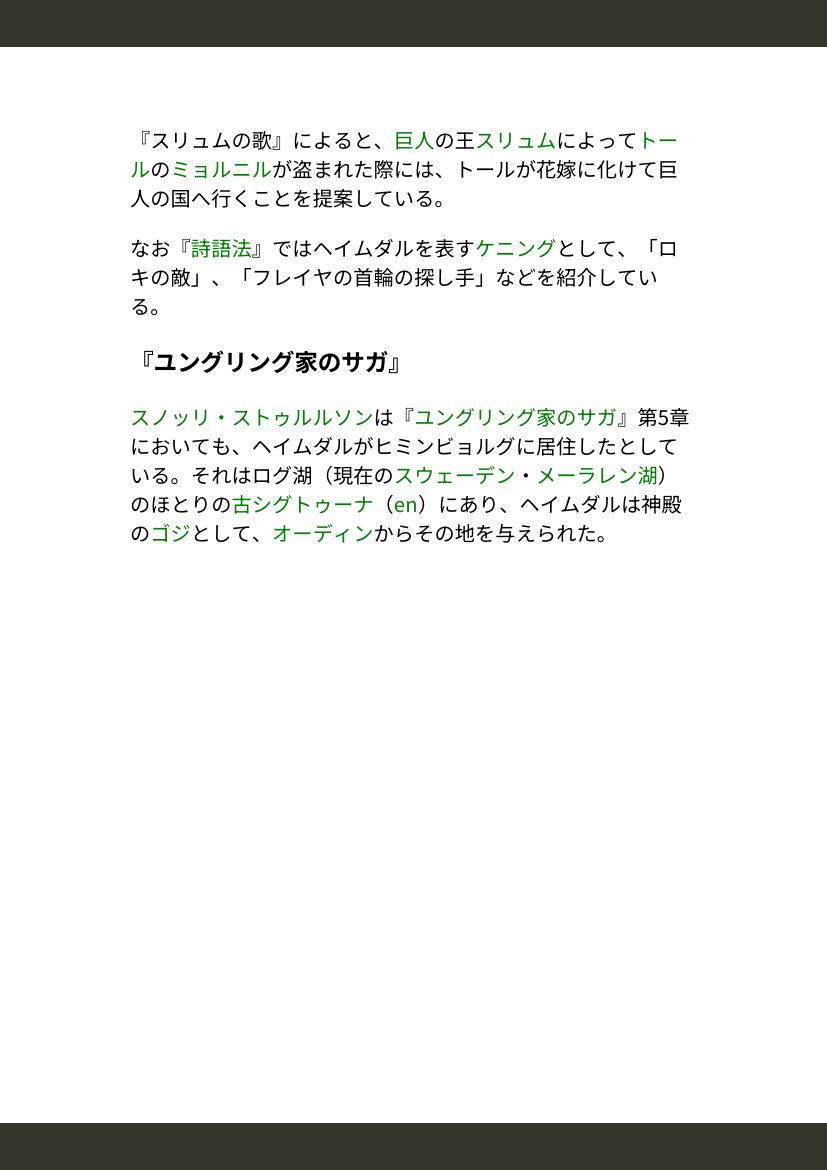 『スリュムの歌』によると、巨人の王スリュムによってトー
ルのミョルニルが盗まれた際には、トールが花嫁に化けて巨
人の国へ行くことを提案している。
なお『詩語法』ではヘイムダルを表すケニングとして、「ロ
キの敵」、「フレイヤの首輪の探し手」などを紹介してい
る。
『ユングリング家のサガ』
スノッリ・ストゥルルソンは『ユングリング家のサガ』第5章
においても、ヘイムダルがヒミンビョルグに居住したとして
いる。それはログ湖（現在のスウェーデン・メーラレン湖）
のほとりの古シグトゥーナ（en）にあり、ヘイムダルは神殿
のゴジとして、オーディンからその地を与えられた。